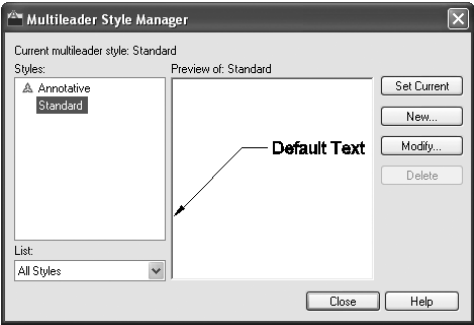 Multileader Style Manager
Current multileader style: Standard
Styles:
Annotative
Standard
List:
All Styles
Preview of: Standard
Default Text
Set Current
New...
Modify...
Delete
Close
Help